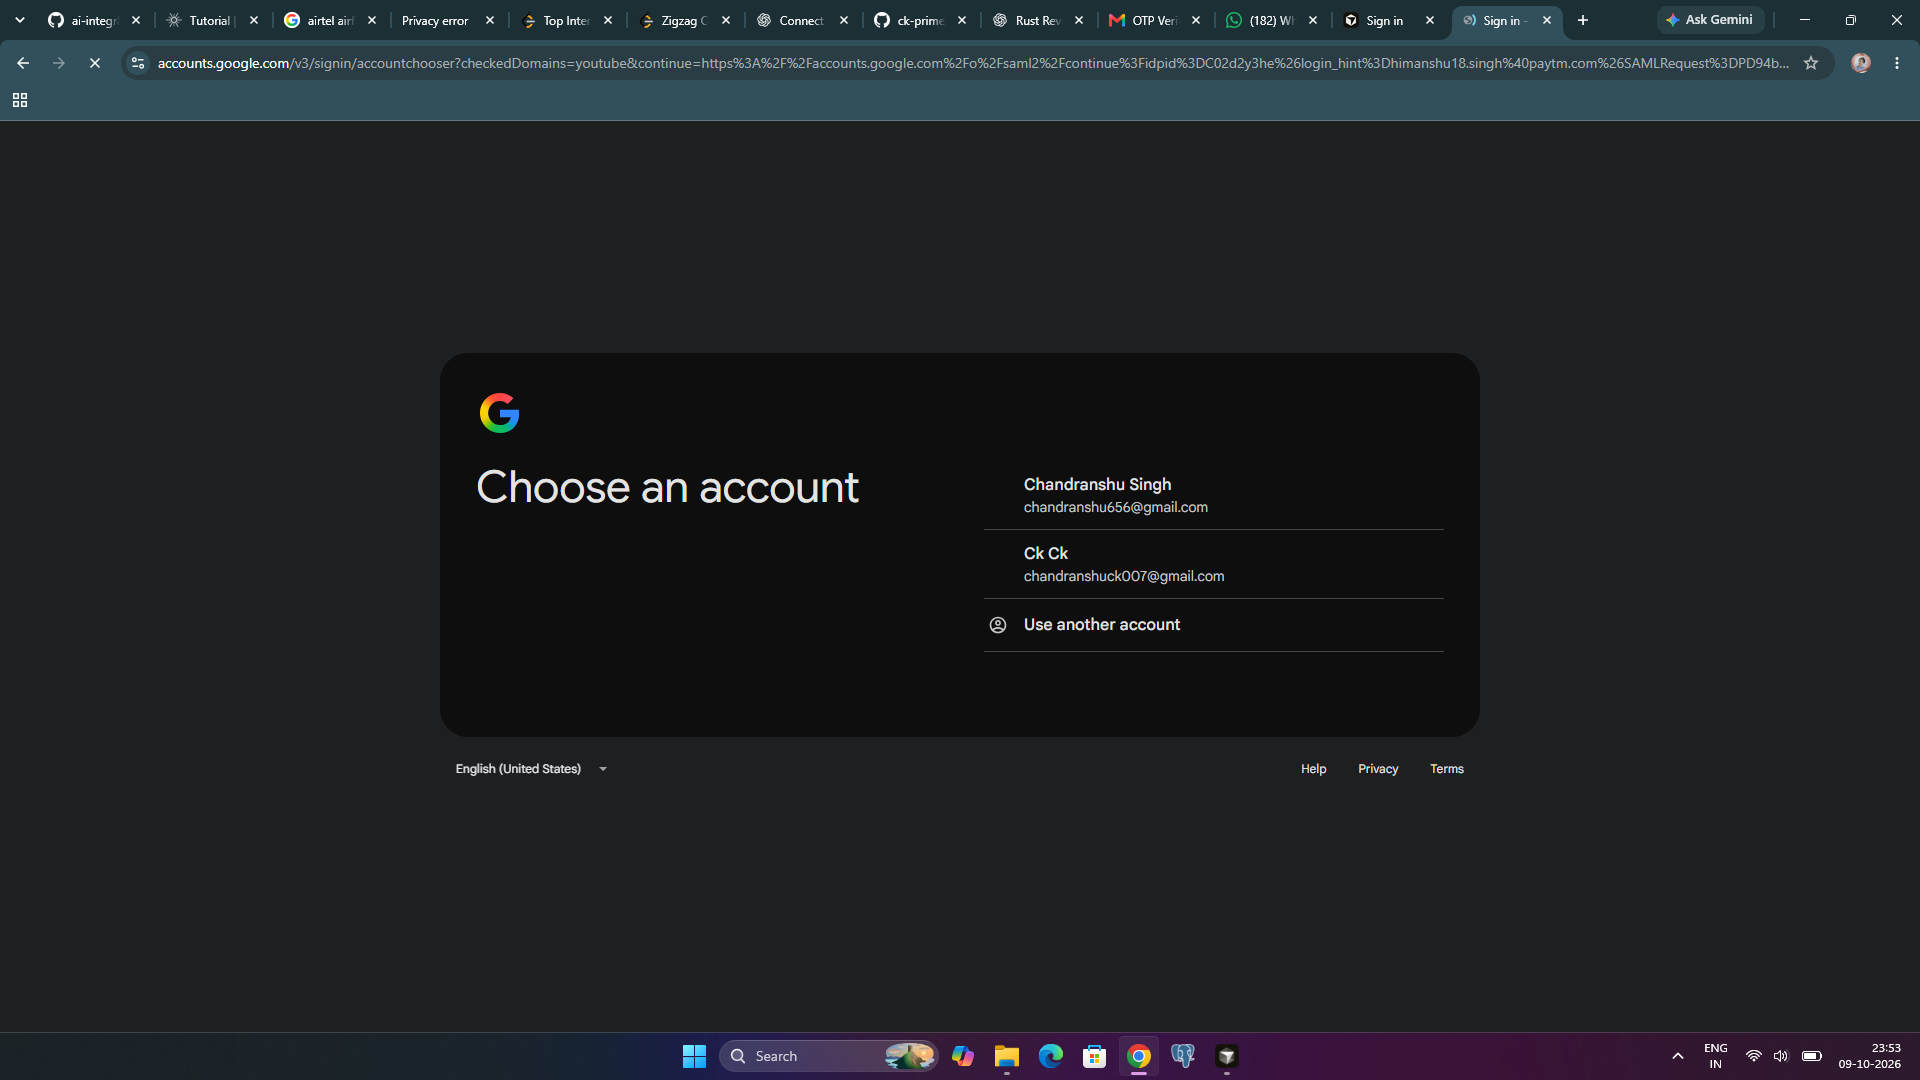 ai-integr
Tutorial
airtel airf
Privacy error
Top Inter
Zigzag C
Connect
ck-prime
Rust Rev
OTP Veri
(182) Wh
Sign in
Sign in -
Ask Gemini
accounts.google.com/v3/signin/accountchooser?checkedDomains=youtube&continue=https%3A%2F%2Faccounts.google.com%2Fo%2Fsaml2%2Fcontinue%3Fidpid%3DC02d2y3he%26login_hint%3Dhimanshu18.singh%40paytm.com%26SAMLRequest%3DPD94b...
Choose an account
Chandranshu Singh
chandranshu656@gmail.com
Ck Ck
chandranshuck007@gmail.com
Use another account
English (United States)
Help
Privacy
Terms
Search
ENG
IN
23:53
09-10-2026